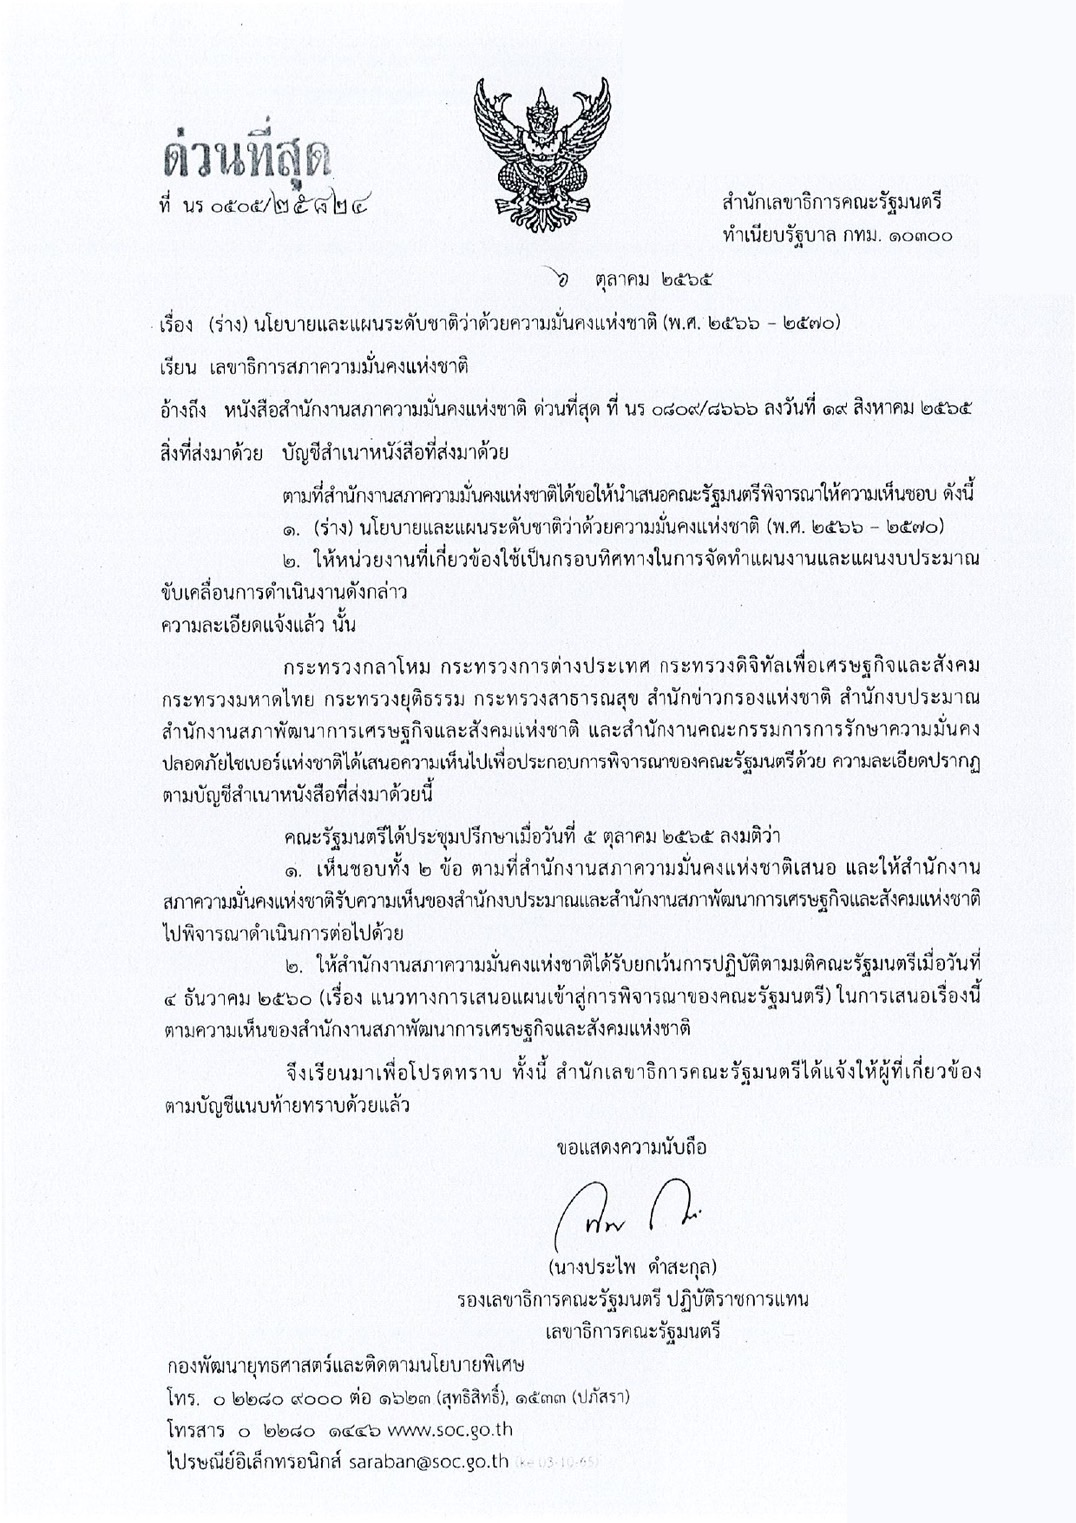 ด่วนที่สุด
ที่ นร ๐๕๐๕/๒๕๘๒๔
สำนักเลขาธิการคณะรัฐมนตรี
ทำเนียบรัฐบาล กทม. ๑๐๓๐๐
๖ ตุลาคม ๒๕๖๕
เรื่อง (ร่าง) นโยบายและแผนระดับชาติว่าด้วยความมั่นคงแห่งชาติ (พ.ศ. ๒๕๖๖ – ๒๕๗๐)
เรียน เลขาธิการสภาความมั่นคงแห่งชาติ
อ้างถึง หนังสือสำนักงานสภาความมั่นคงแห่งชาติ ด่วนที่สุด ที่ นร ๐๘๐๙/๘๖๖๖ ลงวันที่ ๑๙ สิงหาคม ๒๕๖๕
สิ่งที่ส่งมาด้วย บัญชีสำเนาหนังสือที่ส่งมาด้วย
ตามที่สำนักงานสภาความมั่นคงแห่งชาติได้ขอให้นำเสนอคณะรัฐมนตรีพิจารณาให้ความเห็นชอบ ดังนี้
๑. (ร่าง) นโยบายและแผนระดับชาติว่าด้วยความมั่นคงแห่งชาติ (พ.ศ. ๒๕๖๖ – ๒๕๗๐)
๒. ให้หน่วยงานที่เกี่ยวข้องใช้เป็นกรอบทิศทางในการจัดทำแผนงานและแผนงบประมาณ
ขับเคลื่อนการดำเนินงานดังกล่าว
ความละเอียดแจ้งแล้ว นั้น
กระทรวงกลาโหม กระทรวงการต่างประเทศ กระทรวงดิจิทัลเพื่อเศรษฐกิจและสังคม
กระทรวงมหาดไทย กระทรวงยุติธรรม กระทรวงสาธารณสุข สำนักข่าวกรองแห่งชาติ สำนักงบประมาณ
สำนักงานสภาพัฒนาการเศรษฐกิจและสังคมแห่งชาติ และสำนักงานคณะกรรมการการรักษาความมั่นคง
ปลอดภัยไซเบอร์แห่งชาติได้เสนอความเห็นไปเพื่อประกอบการพิจารณาของคณะรัฐมนตรีด้วย ความละเอียดปรากฏ
ตามบัญชีสำเนาหนังสือที่ส่งมาด้วยนี้
คณะรัฐมนตรีได้ประชุมปรึกษาเมื่อวันที่ ๕ ตุลาคม ๒๕๖๕ ลงมติว่า
๑. เห็นชอบทั้ง ๒ ข้อ ตามที่สำนักงานสภาความมั่นคงแห่งชาติเสนอ และให้สำนักงาน
สภาความมั่นคงแห่งชาติรับความเห็นของสำนักงบประมาณและสำนักงานสภาพัฒนาการเศรษฐกิจและสังคมแห่งชาติ
ไปพิจารณาดำเนินการต่อไปด้วย
๒. ให้สำนักงานสภาความมั่นคงแห่งชาติได้รับยกเว้นการปฏิบัติตามมติคณะรัฐมนตรีเมื่อวันที่
๔ ธันวาคม ๒๕๖๐ (เรื่อง แนวทางการเสนอแผนเข้าสู่การพิจารณาของคณะรัฐมนตรี) ในการเสนอเรื่องนี้
ตามความเห็นของสำนักงานสภาพัฒนาการเศรษฐกิจและสังคมแห่งชาติ
จึงเรียนมาเพื่อโปรดทราบ ทั้งนี้ สำนักเลขาธิการคณะรัฐมนตรีได้แจ้งให้ผู้ที่เกี่ยวข้อง
ตามบัญชีแนบท้ายทราบด้วยแล้ว
ขอแสดงความนับถือ
(นางประไพ ดำสะกุล)
รองเลขาธิการคณะรัฐมนตรี ปฏิบัติราชการแทน
เลขาธิการคณะรัฐมนตรี
กองพัฒนายุทธศาสตร์และติดตามนโยบายพิเศษ
โทร. ๐ ๒๒๘๐ ๙๐๐๐ ต่อ ๑๖๒๓ (สุทธิสิทธิ์), ๑๕๓๓ (ปภัสรา)
โทรสาร ๐ ๒๒๘๐ ๑๔๔๖ www.soc.go.th
ไปรษณีย์อิเล็กทรอนิกส์ saraban@soc.go.th